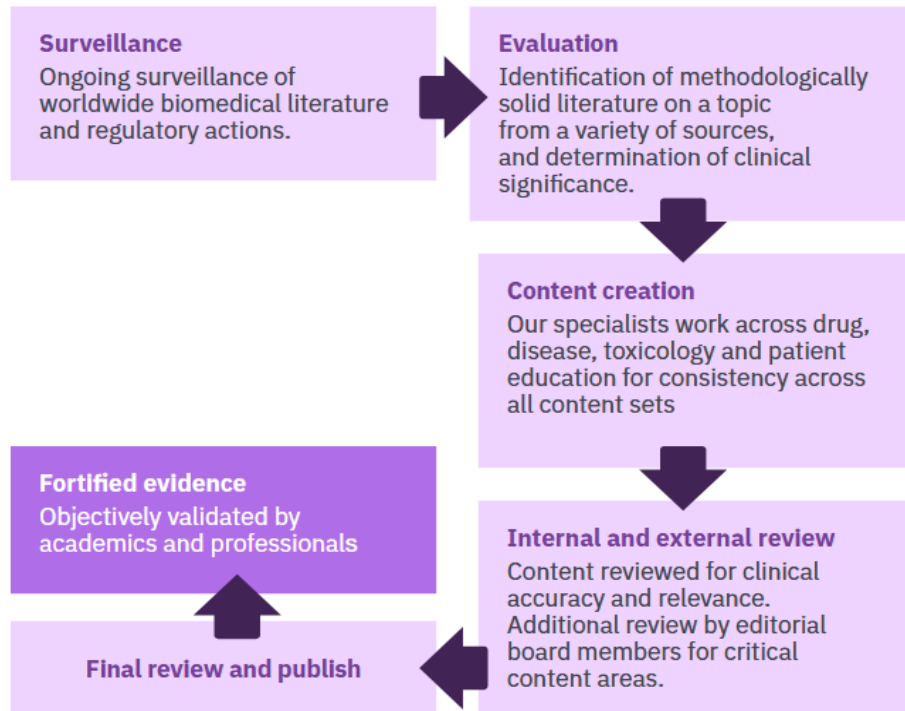 Surveillance
Ongoing surveillance of
worldwide biomedical literature
and regulatory actions.
Evaluation
Identification of methodologically
solid literature on a topic
from a variety of sources,
and determination of clinical
significance.
Content creation
Our specialists work across drug,
disease, toxicology and patient
education for consistency across
all content sets
Internal and external review
Content reviewed for clinical
accuracy and relevance.
Additional review by editorial
board members for critical
content areas.
Final review and publish
Fortified evidence
Objectively validated by
academics and professionals